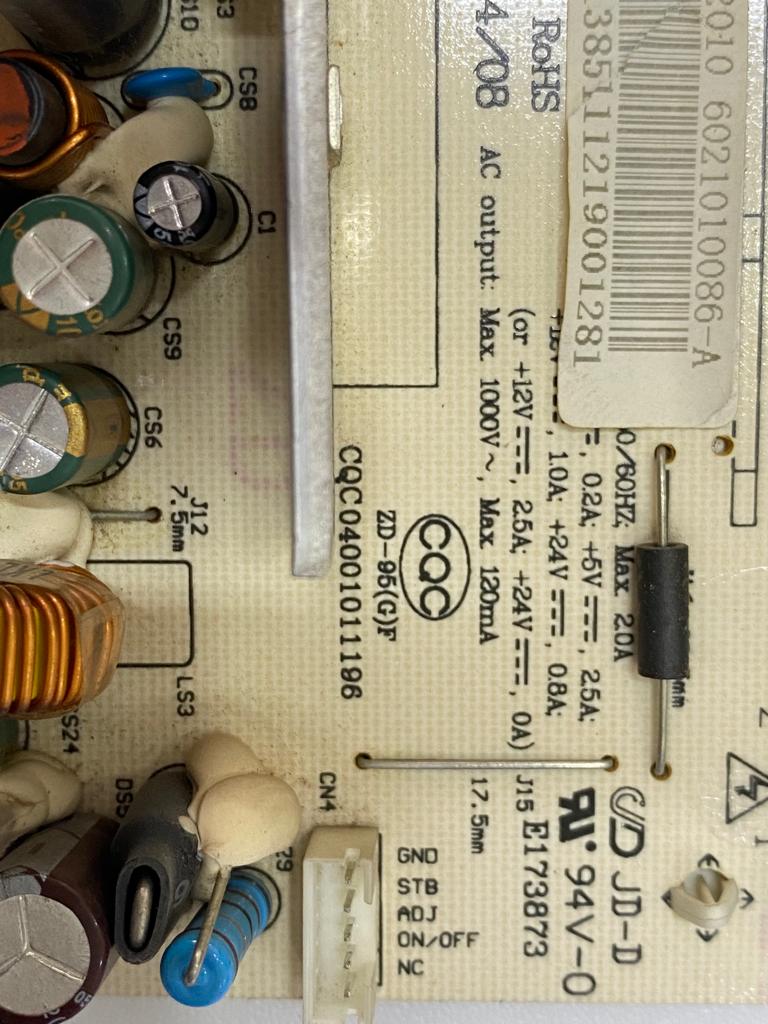 2010 6021010086-A
3851112190012​81
RoHS
4/08
0/60HZ; Max 2.0A
0.2A; +5V⎓, 2.5A;
1.0A; +24V⎓, 0.8A;
(or +12V⎓, 2.5A; +24V⎓, 0A)
AC output: Max 1000V~, Max 120mA
CQC
ZD-95(G)F
CQC04001011196
CS8
C1
CS9
CS6
J12
7.5mm
LS3
S24
DS5
CN4
J15
17.5mm
JD-D
94V-0
E173873
GND
STB
ADJ
ON/OFF
NC